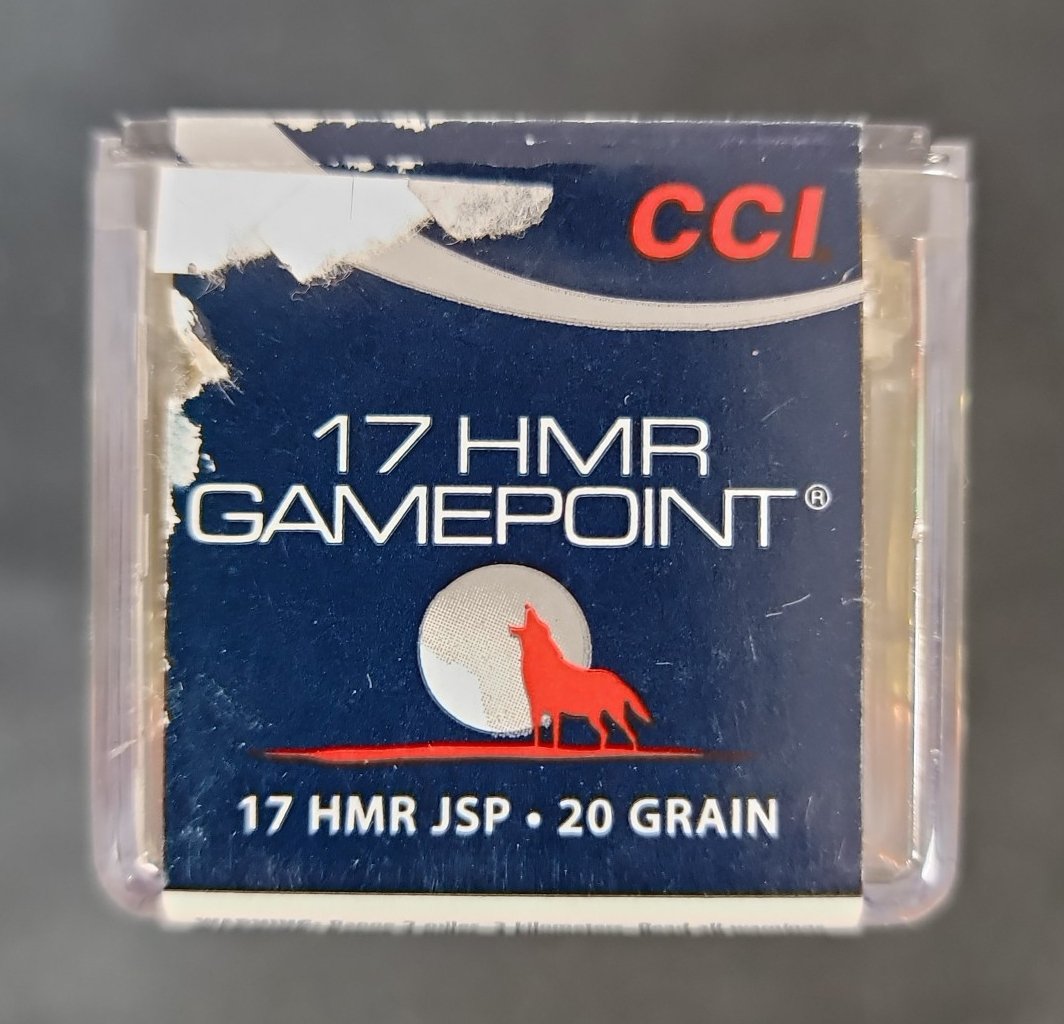 CCI
17 HMR
GAMEPOINT®
17 HMR JSP • 20 GRAIN